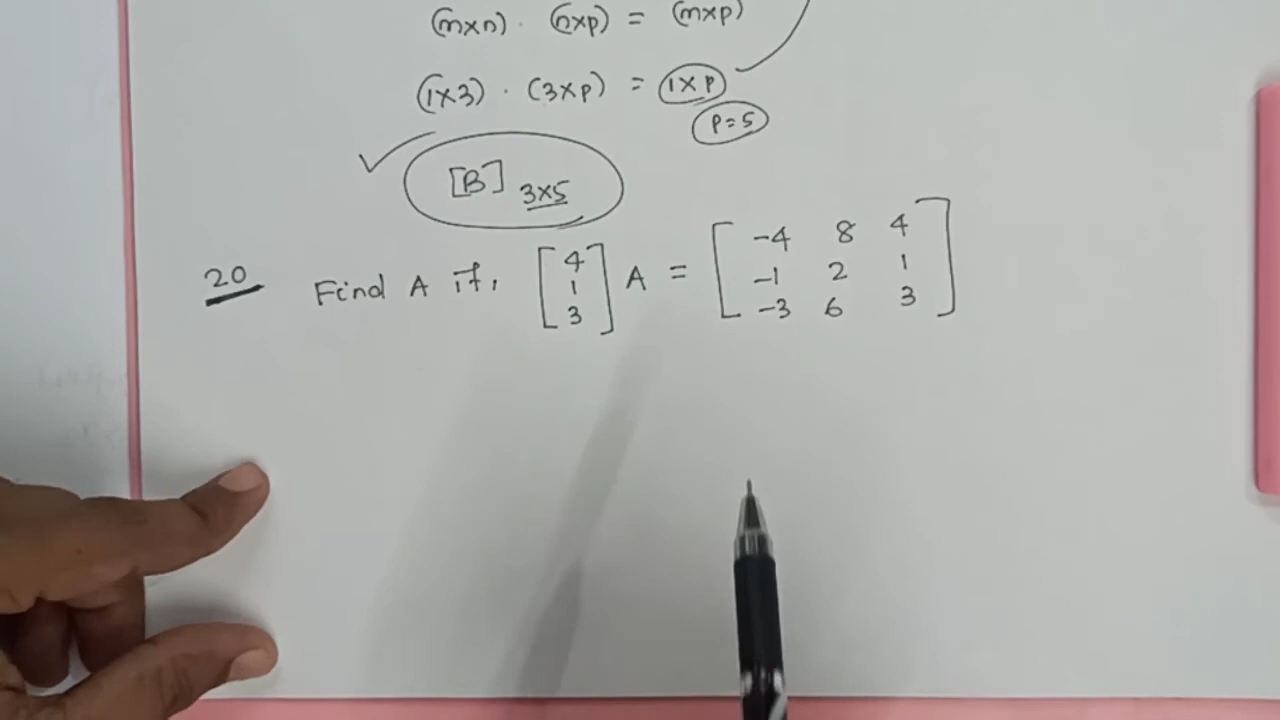 (m×n) · (n×p) = (m×p)
(1×3) · (3×p) = 1×p
p=5
[B] 3×5
20 Find A if, [4 1 3] A = [-4 8 4
-1 2 1
-3 6 3]